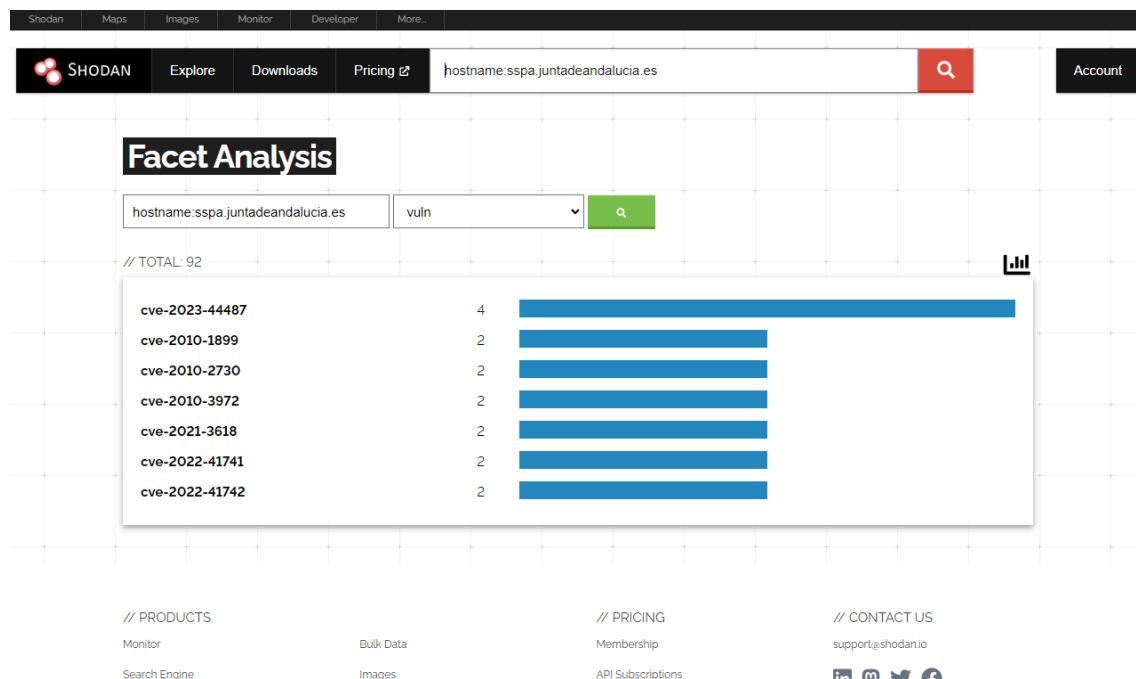 Shodan Maps Images Monitor Developer More...
SHODAN Explore Downloads Pricing hostname:sspa.juntadeandalucia.es Account
Facet Analysis
hostname:sspa.juntadeandalucia.es vuln
// TOTAL: 92
cve-2023-44487 4
cve-2010-1899 2
cve-2010-2730 2
cve-2010-3972 2
cve-2021-3618 2
cve-2022-41741 2
cve-2022-41742 2
// PRODUCTS // PRICING // CONTACT US
Monitor Bulk Data Membership support@shodan.io
Search Engine Images API Subscriptions